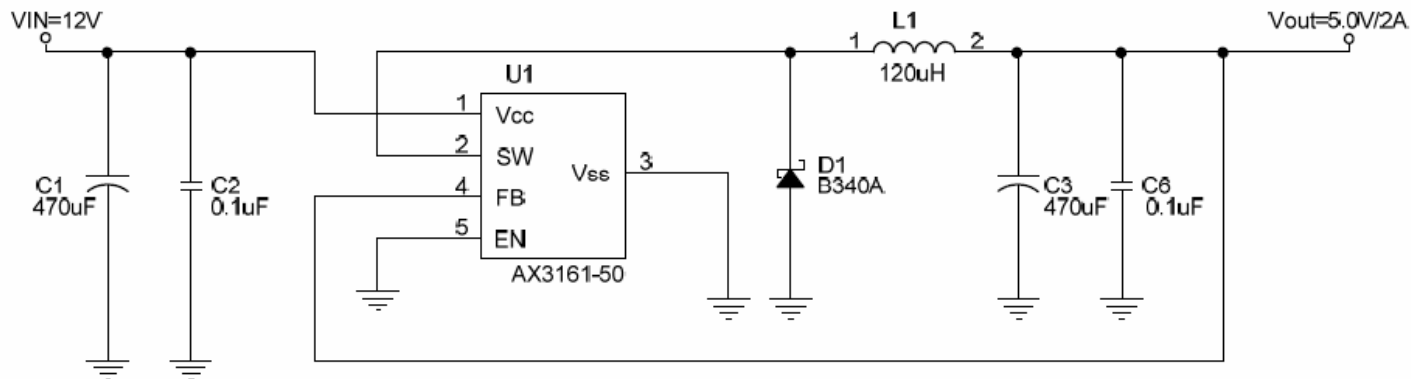 VIN=12V
L1
Vout=5.0V/2A
1
2
120uH
U1
1
Vcc
2
SW
Vss
3
4
FB
5
EN
AX3161-50
C1
470uF
C2
0.1uF
D1
B340A
C3
470uF
C6
0.1uF